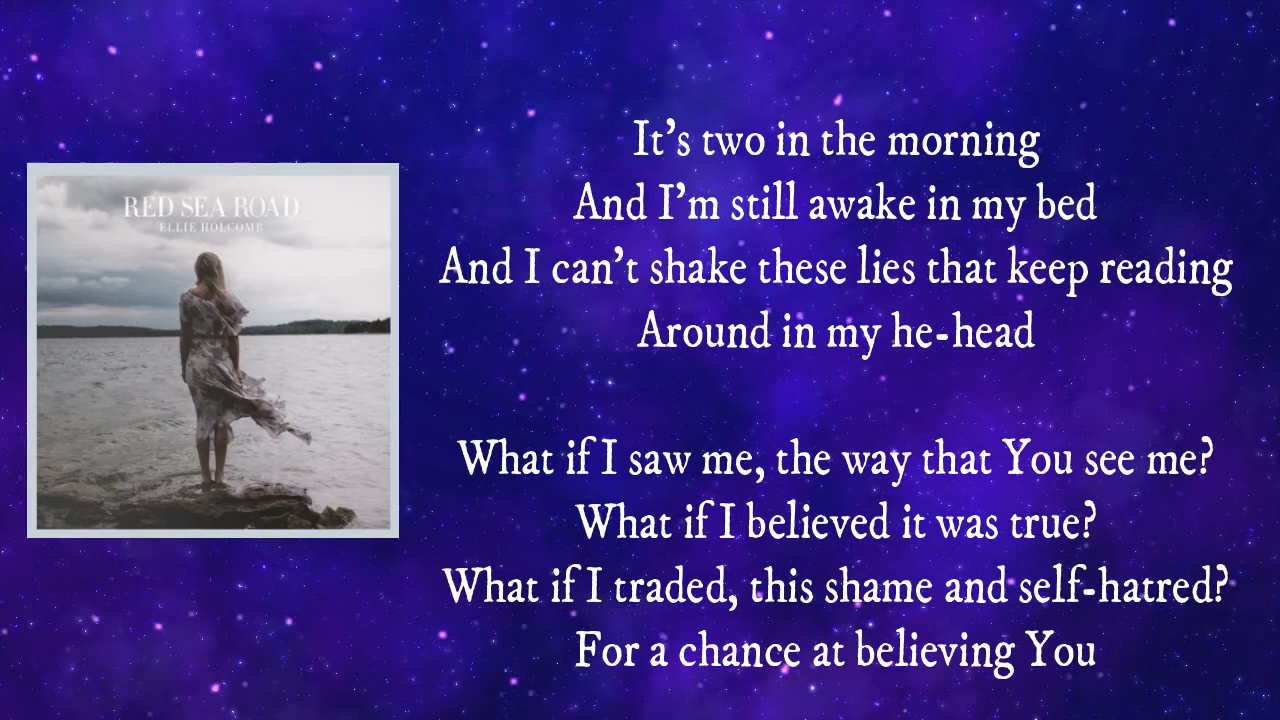 RED SEA ROAD
ELLIE HOLCOMB
It's two in the morning
And I'm still awake in my bed
And I can't shake these lies that keep reading
Around in my he-head
What if I saw me, the way that You see me?
What if I believed it was true?
What if I traded, this shame and self-hatred?
For a chance at believing You